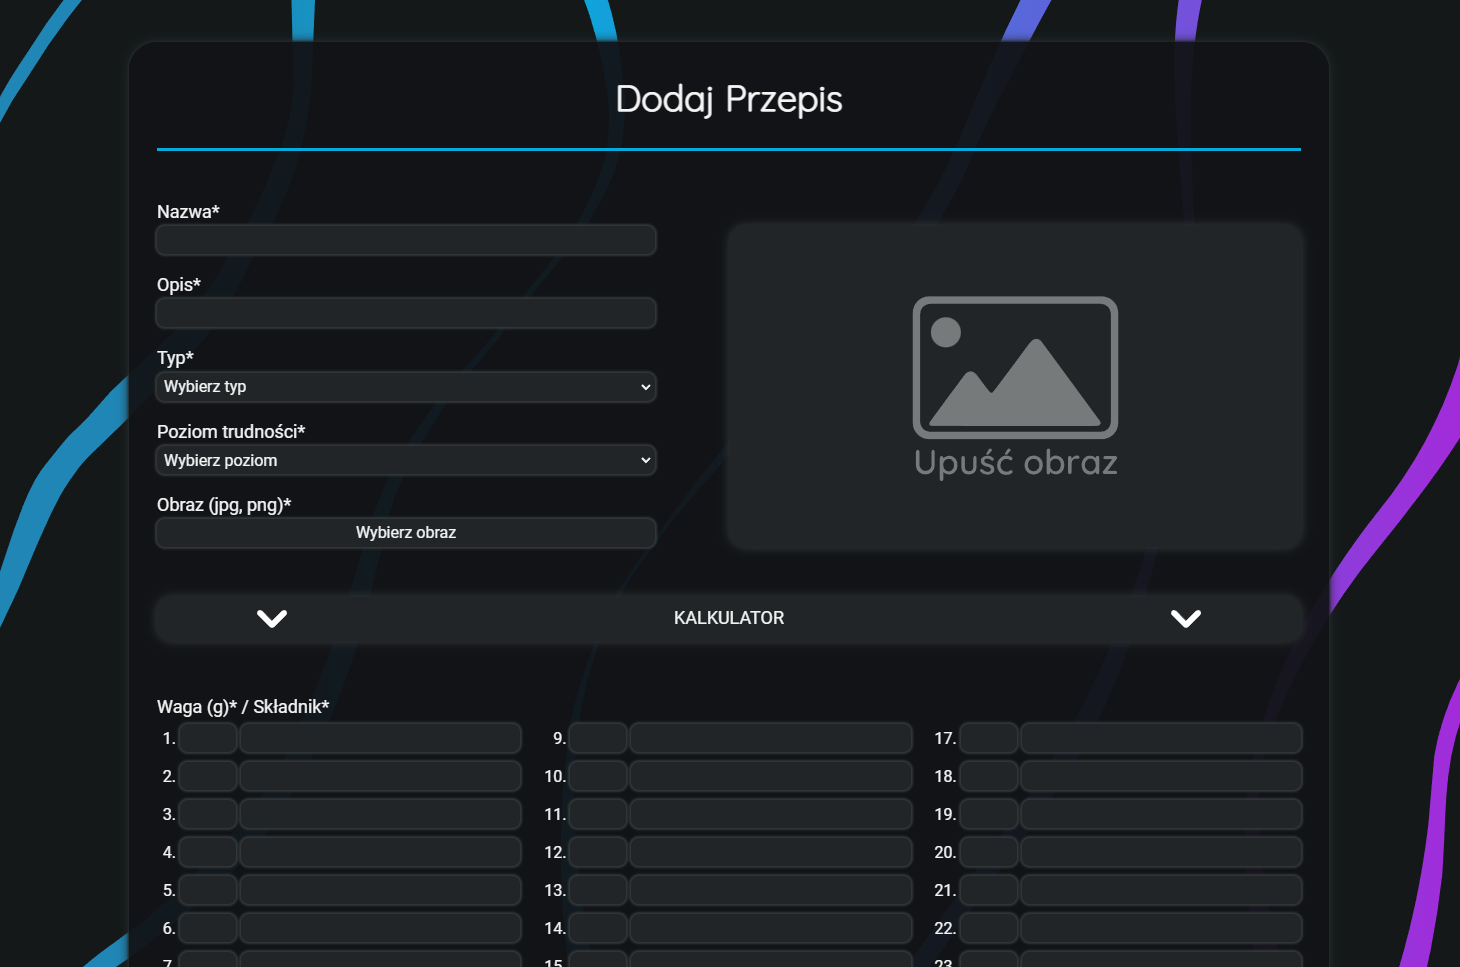 Dodaj Przepis
Nazwa*
Opis*
Typ*
Wybierz typ
Poziom trudności*
Wybierz poziom
Obraz (jpg, png)*
Wybierz obraz
Upuść obraz
KALKULATOR
Waga (g)* / Składnik*
1.
2.
3.
4.
5.
6.
7.
9.
10.
11.
12.
13.
14.
15.
17.
18.
19.
20.
21.
22.
23.